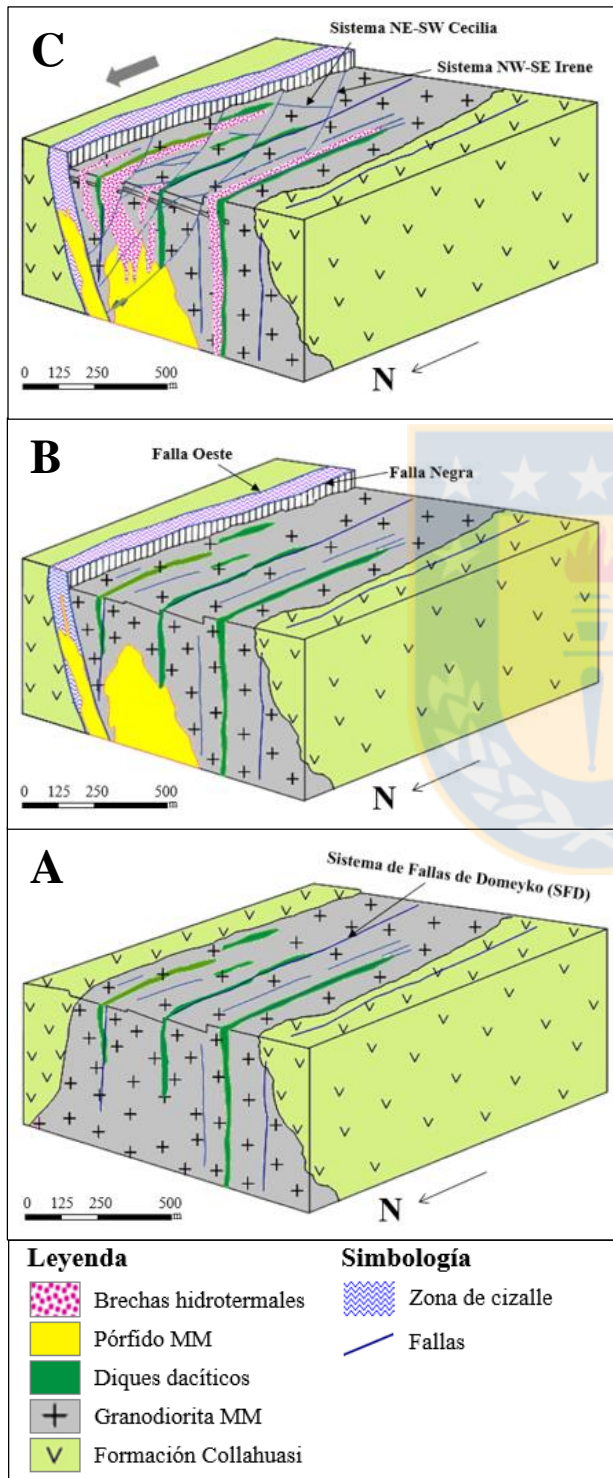 C
Sistema NE-SW Cecilia
Sistema NW-SE Irene
0 125 250 500
m
N
B
Falla Oeste
Falla Negra
0 125 250 500
m
N
A
Sistema de Fallas de Domeyko (SFD)
0 125 250 500
m
N
Leyenda
Brechas hidrotermales
Pórfido MM
Diques dacíticos
Granodiorita MM
Formación Collahuasi
Simbología
Zona de cizalle
Fallas